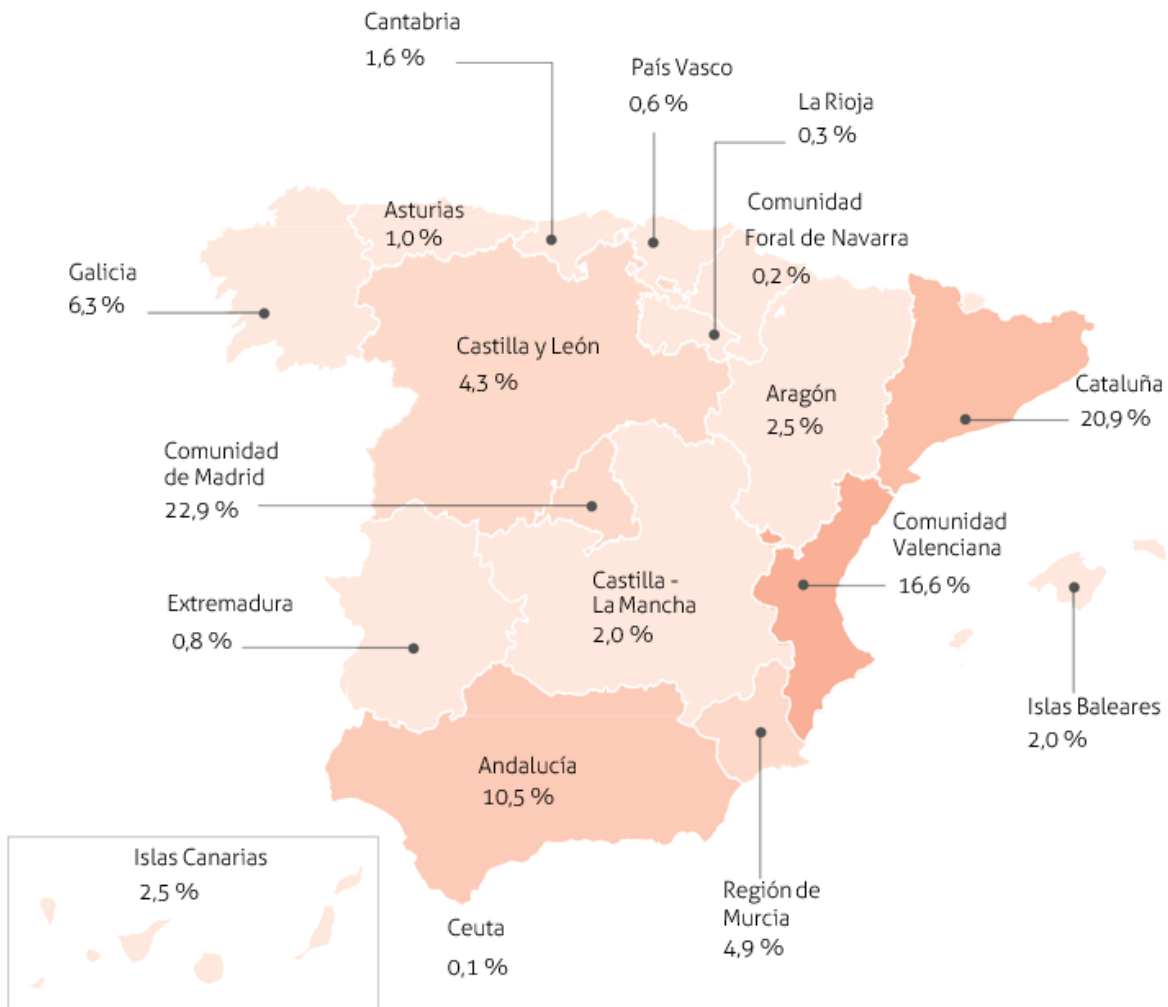 Cantabria
1,6 %
País Vasco
0,6 %
La Rioja
0,3 %
Asturias
1,0 %
Comunidad
Foral de Navarra
0,2 %
Galicia
6,3 %
Castilla y León
4,3 %
Aragón
2,5 %
Cataluña
20,9 %
Comunidad
de Madrid
22,9 %
Comunidad
Valenciana
16,6 %
Castilla -
La Mancha
2,0 %
Extremadura
0,8 %
Islas Baleares
2,0 %
Andalucía
10,5 %
Islas Canarias
2,5 %
Ceuta
0,1 %
Región de
Murcia
4,9 %